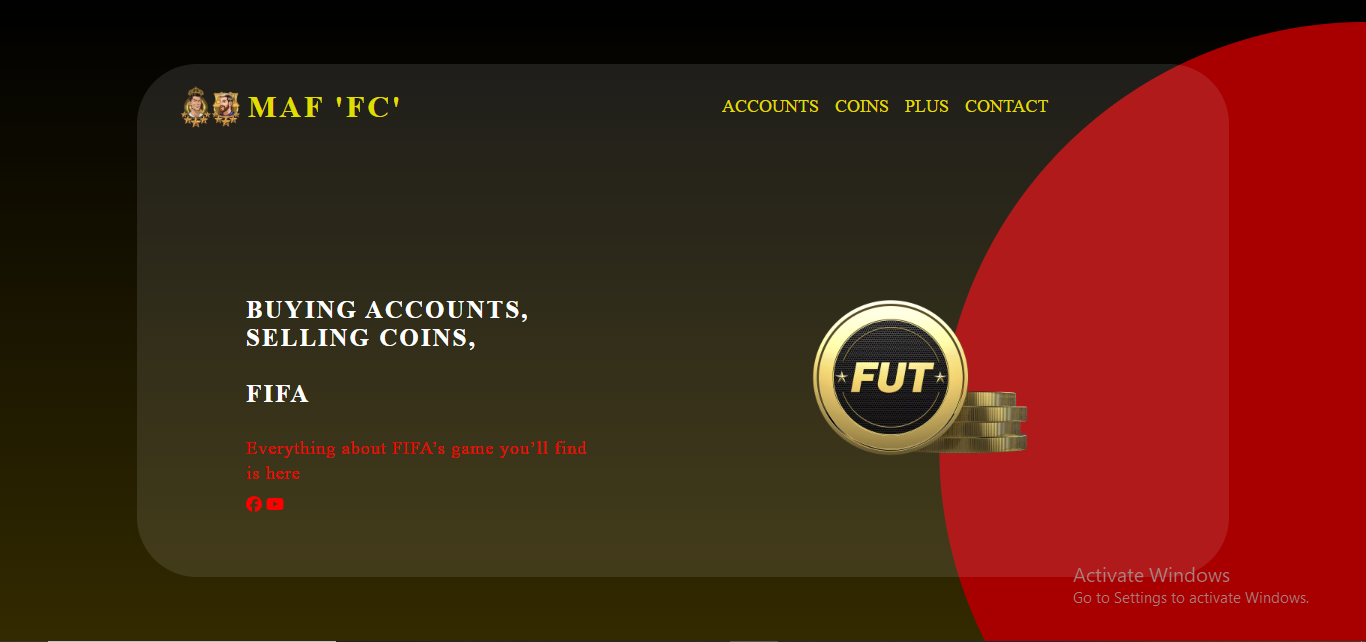 MAF 'FC'
ACCOUNTS COINS PLUS CONTACT
BUYING ACCOUNTS,
SELLING COINS,
FIFA
FUT
Everything about FIFA's game you'll find
is here
Activate Windows
Go to Settings to activate Windows.